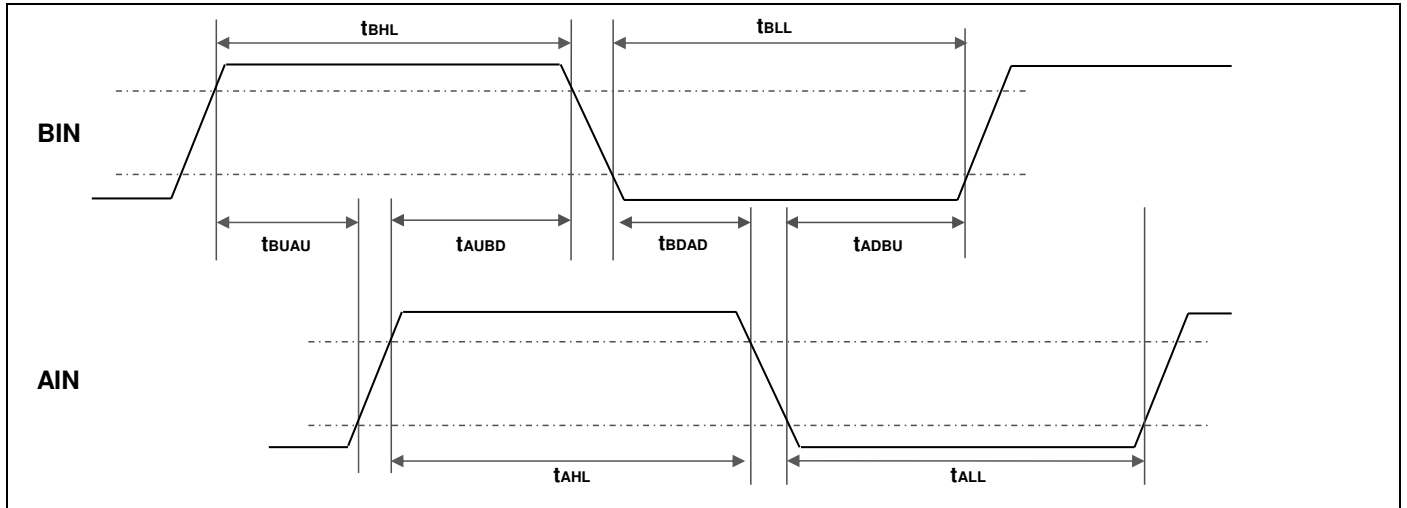 tBHL
tBLL
BIN
tBUAU
tAUBD
tBDAD
tADBU
AIN
tAHL
tALL